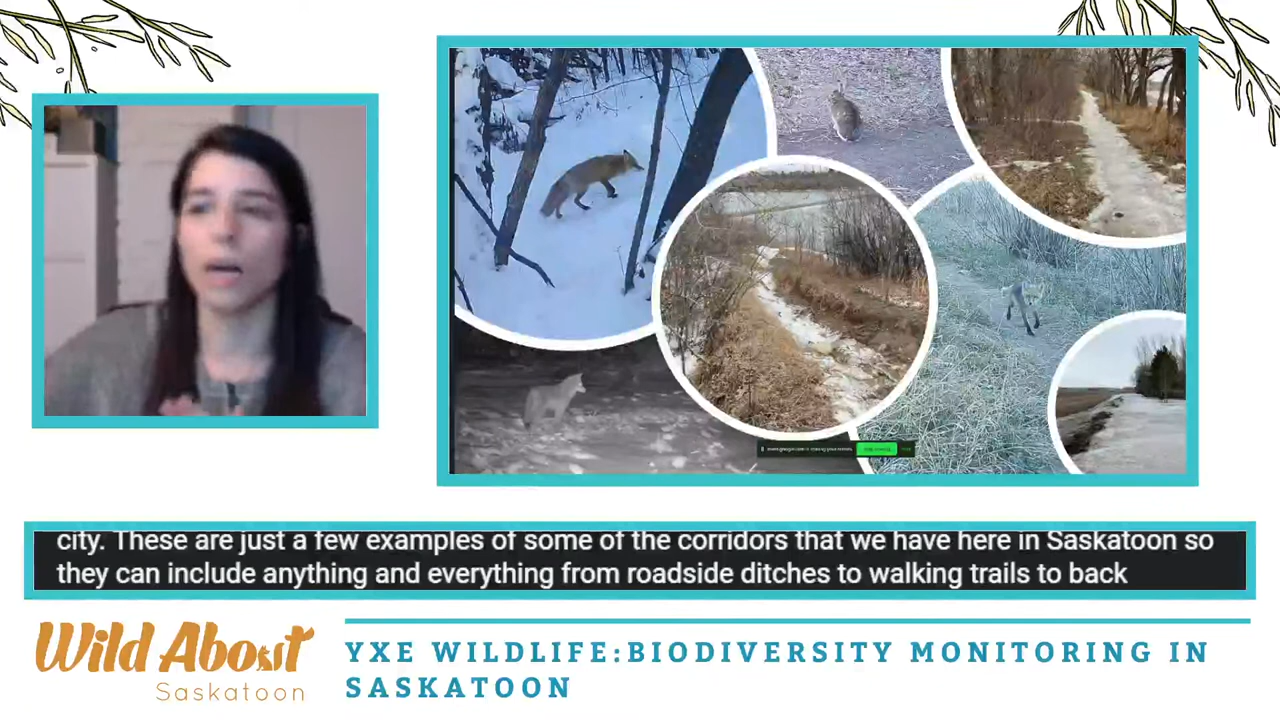 city. These are just a few examples of some of the corridors that we have here in Saskatoon so
they can include anything and everything from roadside ditches to walking trails to back
Wild About
Saskatoon
YXE WILDLIFE:BIODIVERSITY MONITORING IN
SASKATOON